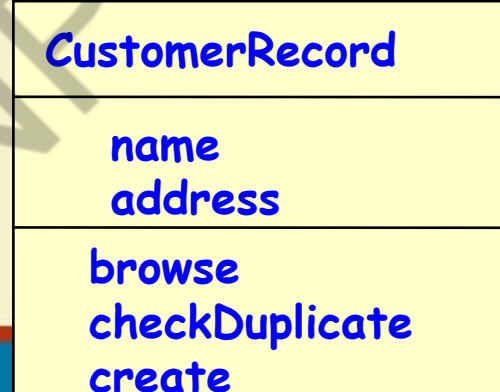 CustomerRecord
name
address
browse
checkDuplicate
create